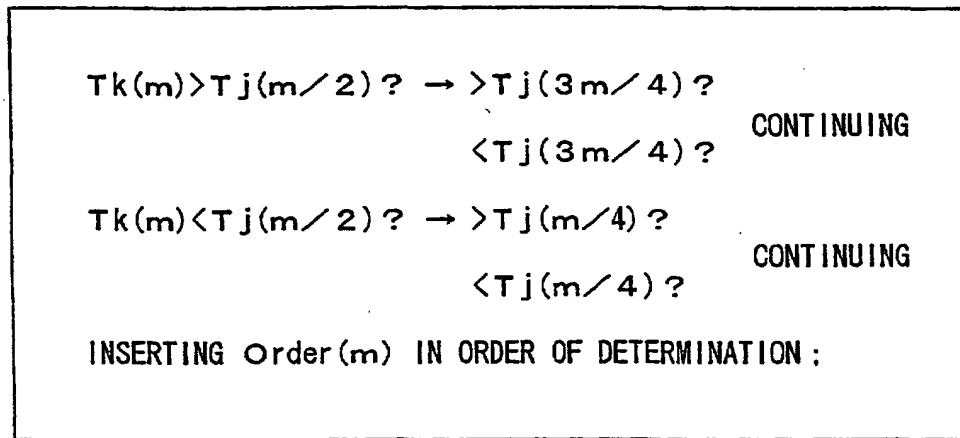 Tk(m)>Tj(m/2)? → >Tj(3m/4)?
CONTINUING
<Tj(3m/4)?
Tk(m)<Tj(m/2)? → >Tj(m/4)?
CONTINUING
<Tj(m/4)?
INSERTING Order(m) IN ORDER OF DETERMINATION;